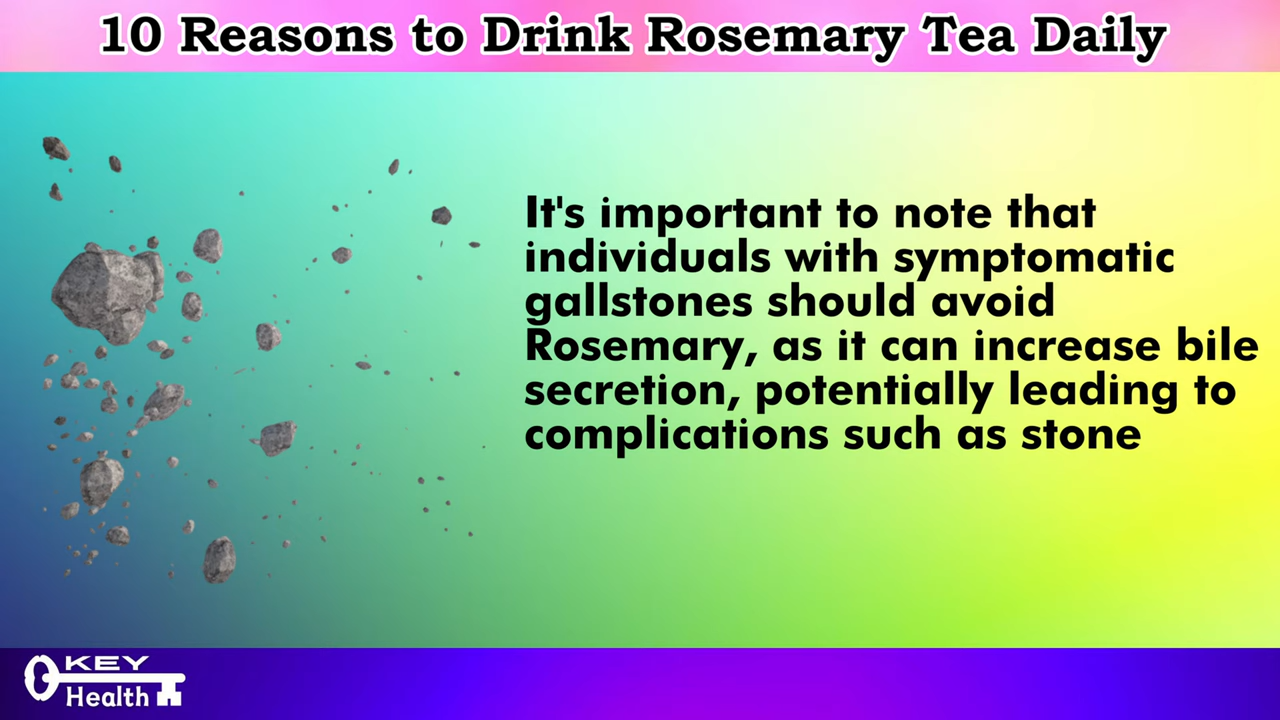 10 Reasons to Drink Rosemary Tea Daily
It's important to note that
individuals with symptomatic
gallstones should avoid
Rosemary, as it can increase bile
secretion, potentially leading to
complications such as stone
KEY
Health